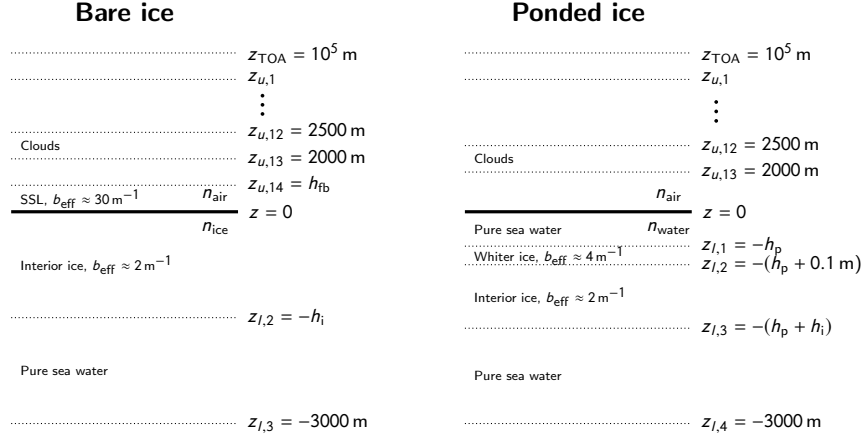 Bare ice
z_TOA = 10⁵ m
z_u,1
⋮
z_u,12 = 2500 m
Clouds
z_u,13 = 2000 m
z_u,14 = h_fb
SSL, b_eff ≈ 30 m⁻¹
n_air
z = 0
n_ice
Interior ice, b_eff ≈ 2 m⁻¹
z_l,2 = −h_i
Pure sea water
z_l,3 = −3000 m
Ponded ice
z_TOA = 10⁵ m
z_u,1
⋮
z_u,12 = 2500 m
Clouds
z_u,13 = 2000 m
n_air
z = 0
n_water
Pure sea water
z_l,1 = −h_p
Whiter ice, b_eff ≈ 4 m⁻¹
z_l,2 = −(h_p + 0.1 m)
Interior ice, b_eff ≈ 2 m⁻¹
z_l,3 = −(h_p + h_i)
Pure sea water
z_l,4 = −3000 m